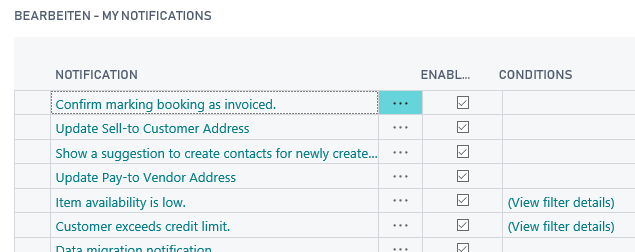 BEARBEITEN – MY NOTIFICATIONS
NOTIFICATION ENABL... CONDITIONS
Confirm marking booking as invoiced. ...
Update Sell-to Customer Address ...
Show a suggestion to create contacts for newly create... ...
Update Pay-to Vendor Address ...
Item availability is low. ... (View filter details)
Customer exceeds credit limit. ... (View filter details)
Data migration notification